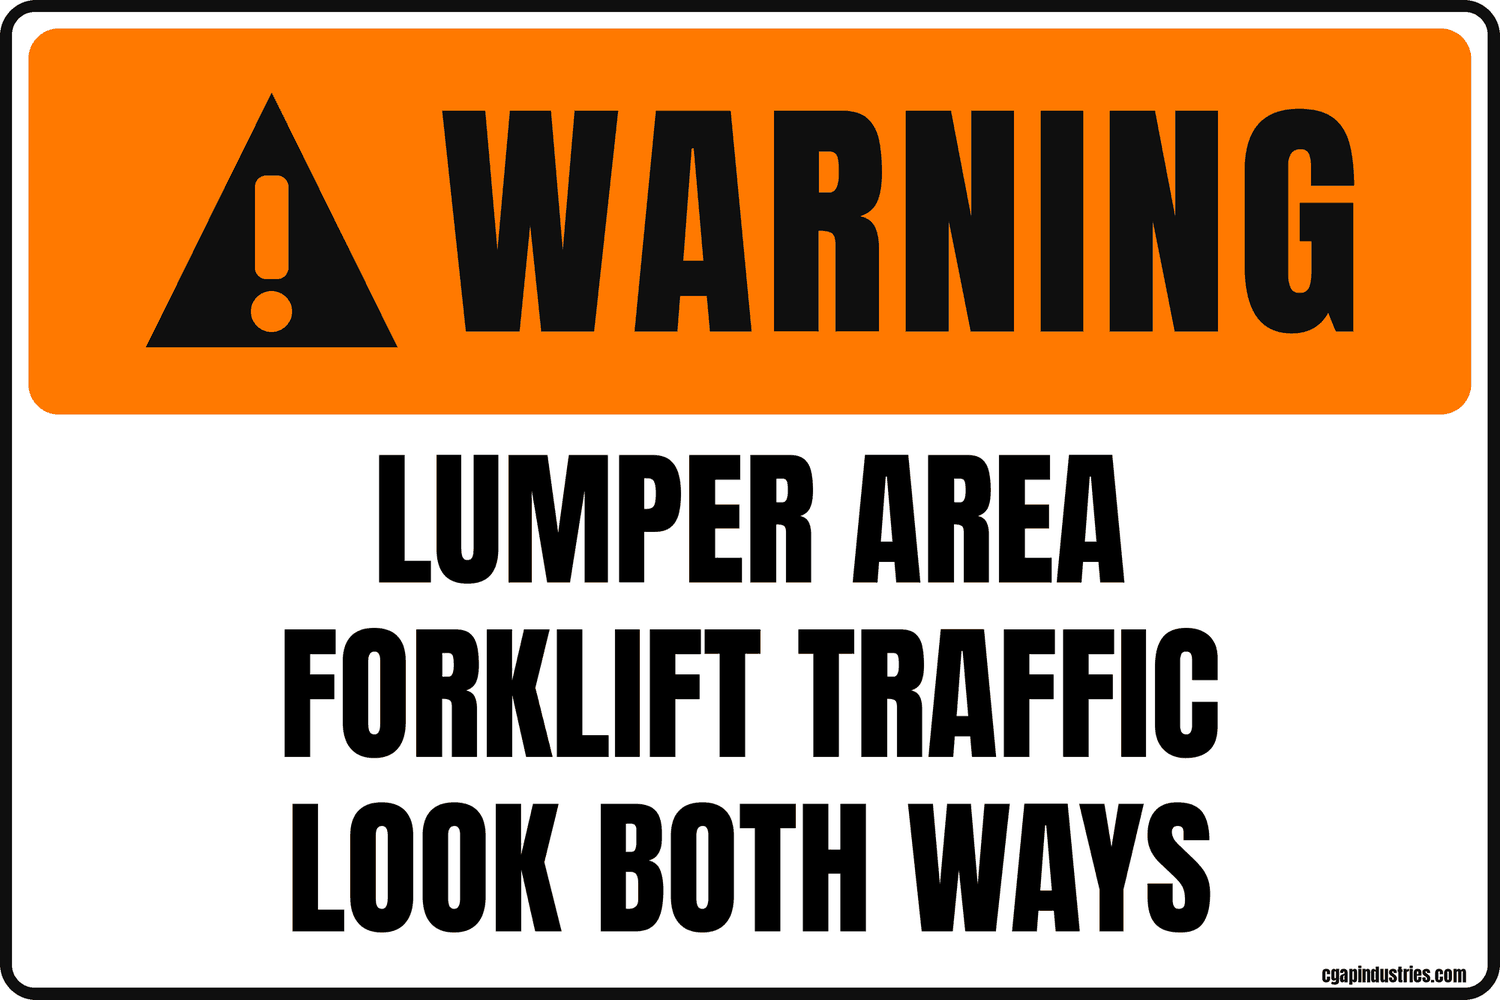 WARNING
LUMPER AREA
FORKLIFT TRAFFIC
LOOK BOTH WAYS
cgapindustries.com